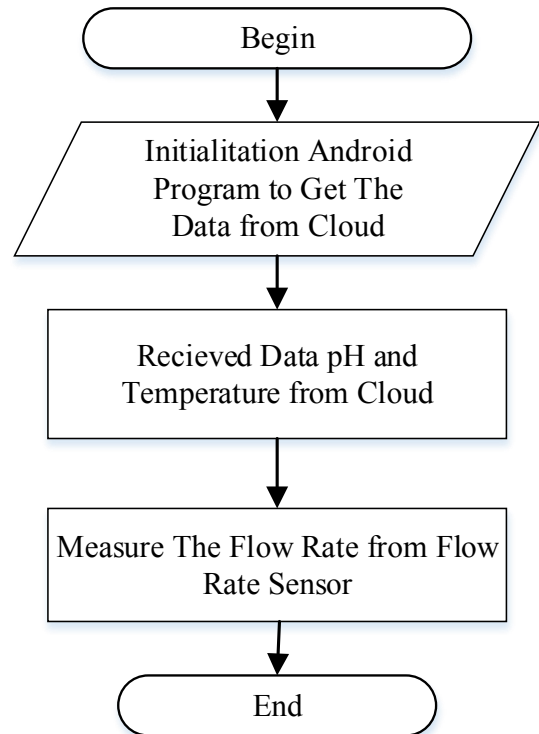 Begin
Initialitation Android
Program to Get The
Data from Cloud
Recieved Data pH and
Temperature from Cloud
Measure The Flow Rate from Flow
Rate Sensor
End